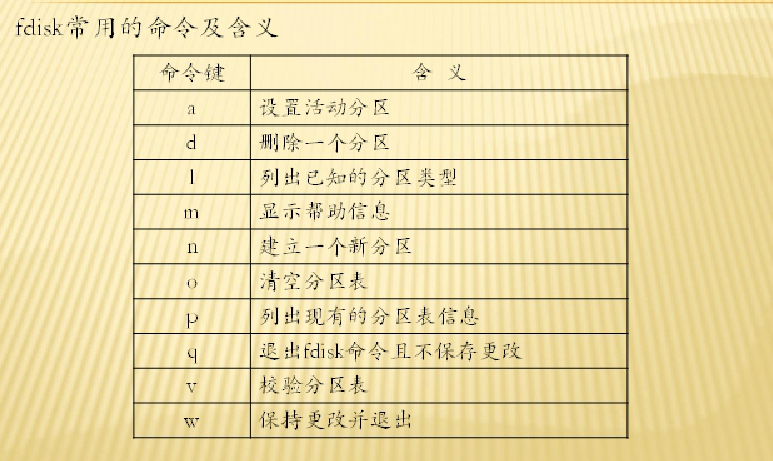 fdisk常用的命令及含义
命令键 含 义
a 设置活动分区
d 删除一个分区
l 列出已知的分区类型
m 显示帮助信息
n 建立一个新分区
o 清空分区表
p 列出现有的分区表信息
q 退出fdisk命令且不保存更改
v 校验分区表
w 保持更改并退出